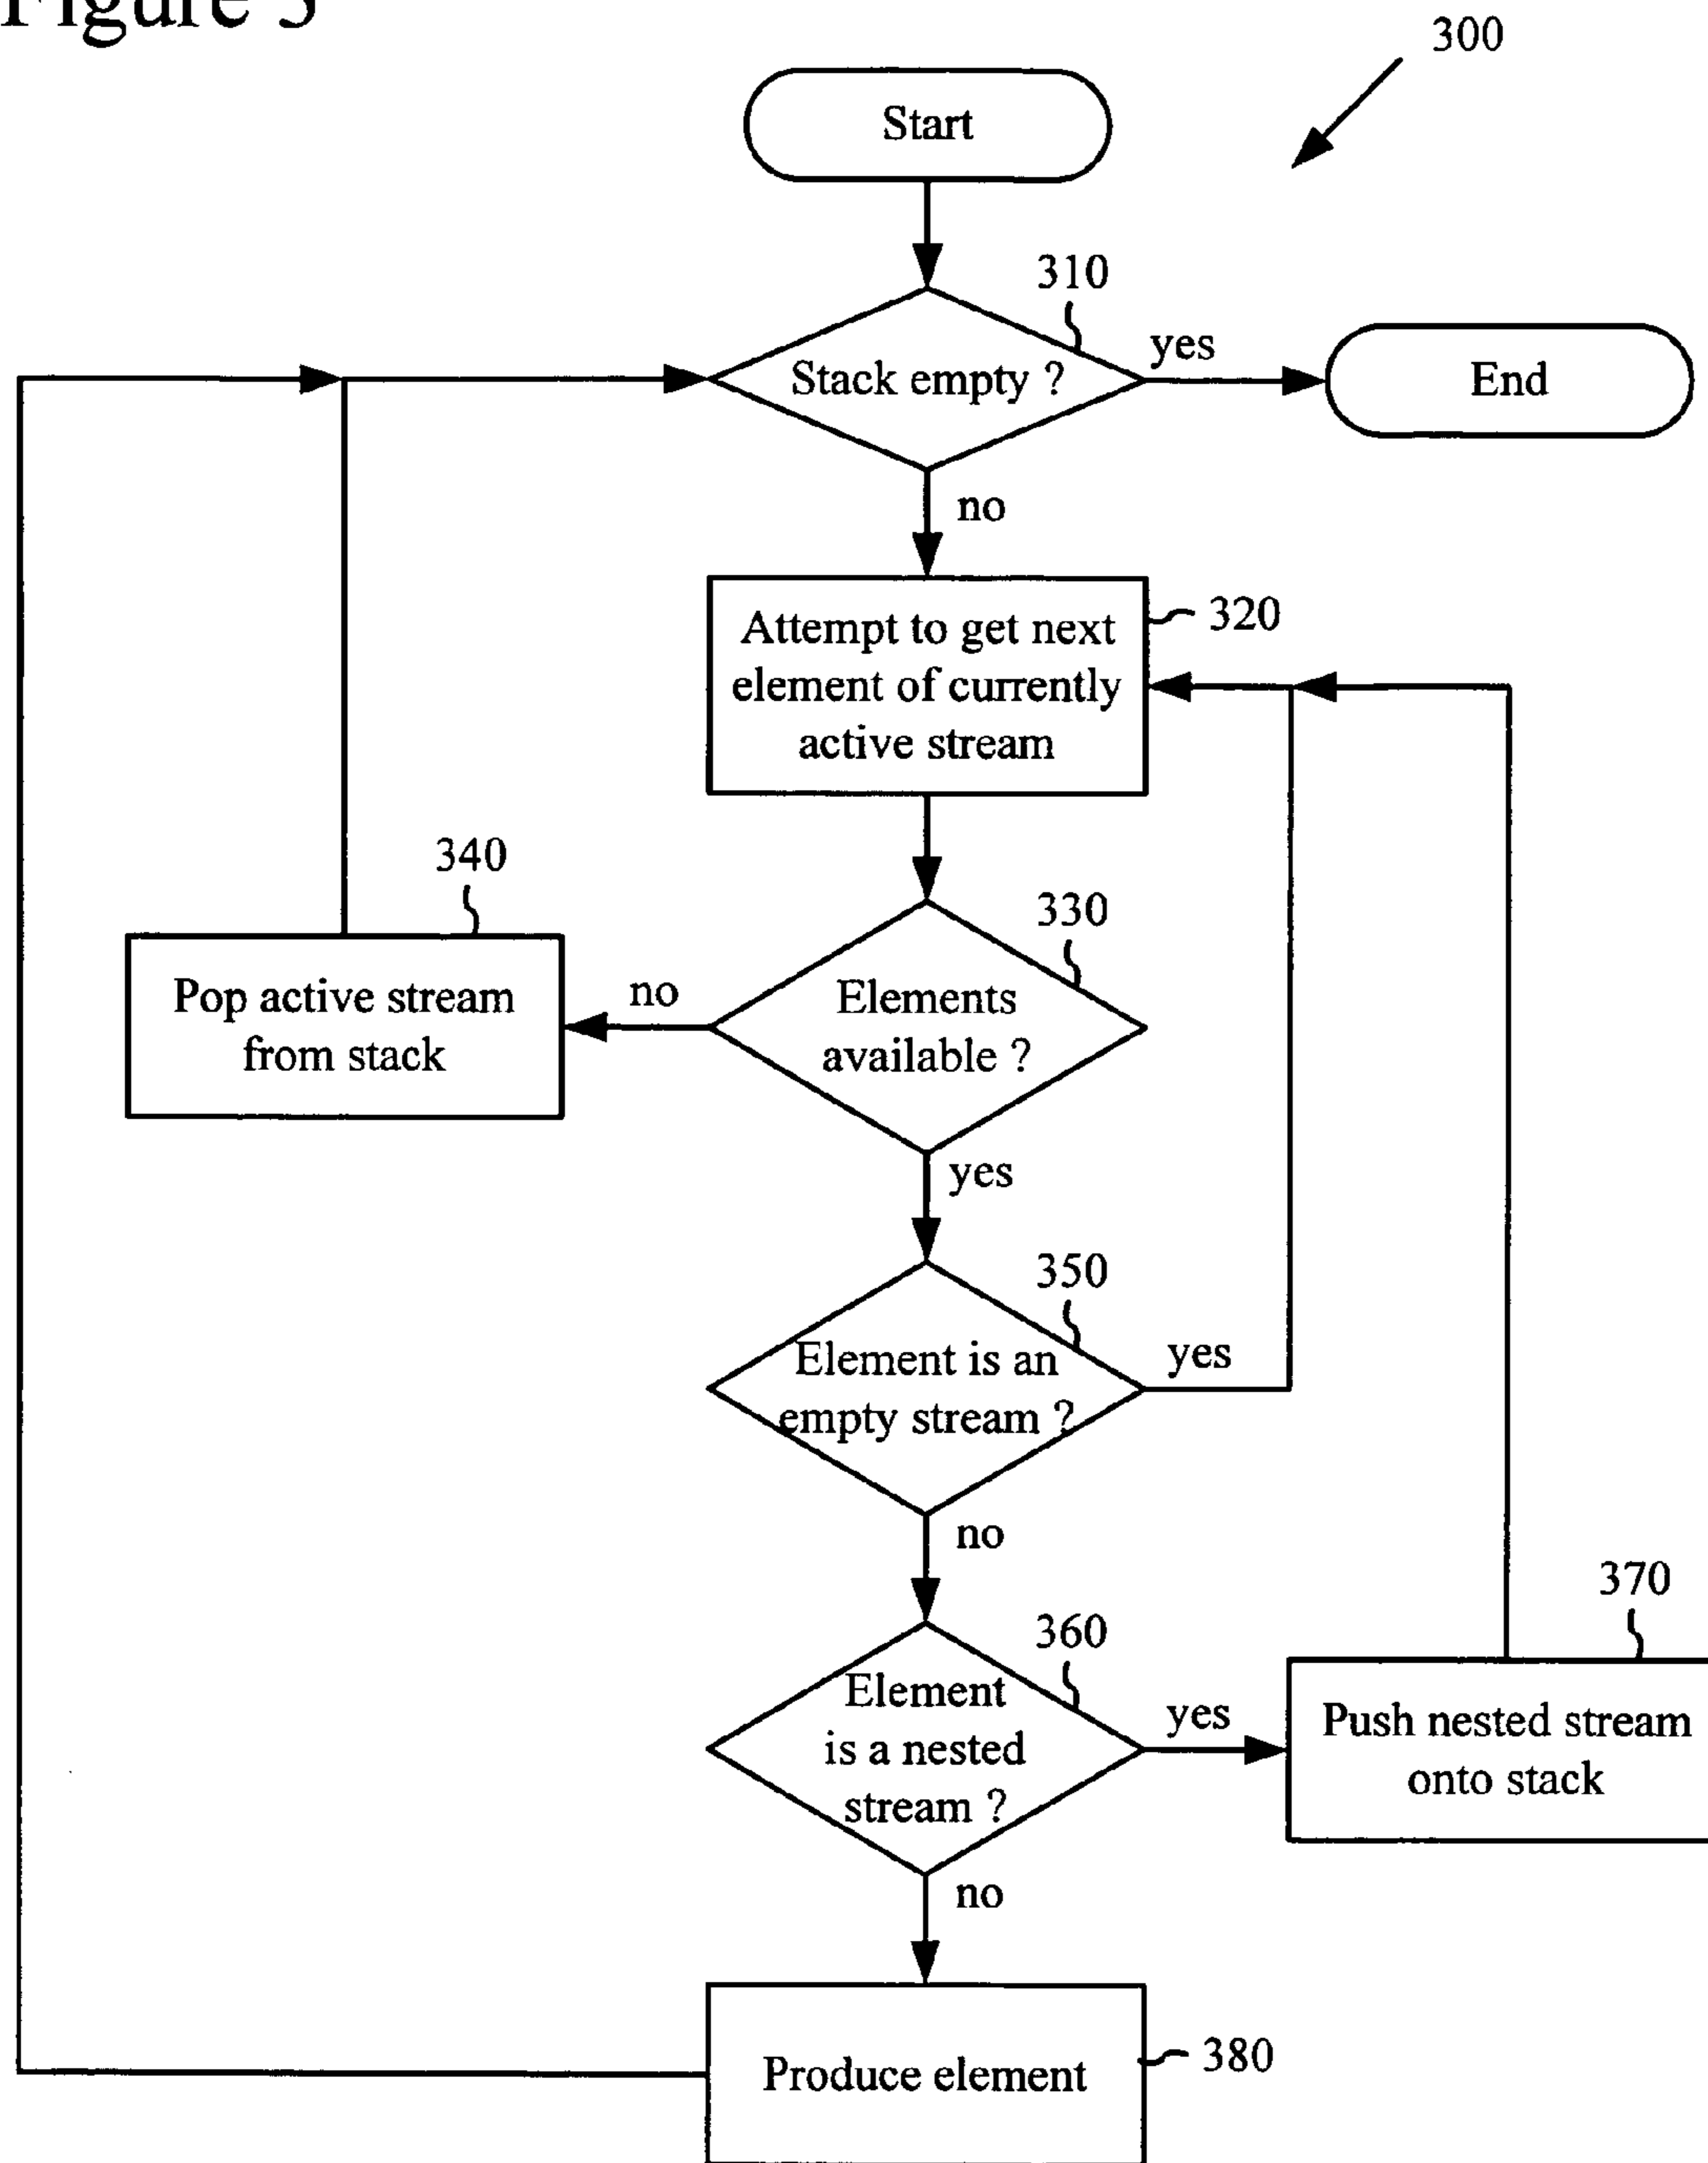 Figure 3
300
Start
310
Stack empty ?
yes
End
no
Attempt to get next
element of currently
active stream
320
340
330
Pop active stream
from stack
no
Elements
available ?
yes
350
Element is an
empty stream ?
yes
no
370
360
Element
is a nested
stream ?
yes
Push nested stream
onto stack
no
Produce element
380